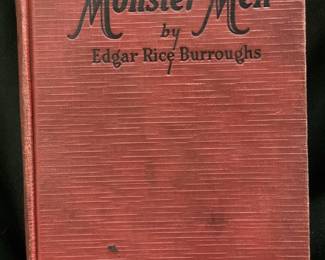 Monster Men
by
Edgar Rice Burroughs